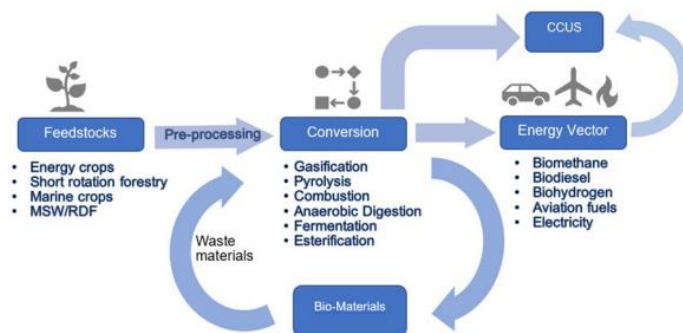 CCUS
Feedstocks
Pre-processing
Conversion
Energy Vector
Energy crops
Short rotation forestry
Marine crops
MSW/RDF
Gasification
Pyrolysis
Combustion
Anaerobic Digestion
Fermentation
Esterification
Biomethane
Biodiesel
Biohydrogen
Aviation fuels
Electricity
Waste
materials
Bio-Materials